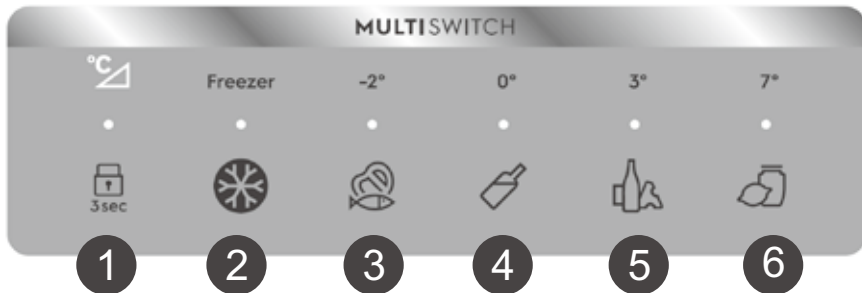 MULTISWITCH
°C
Freezer -2° 0° 3° 7°
3sec
1 2 3 4 5 6